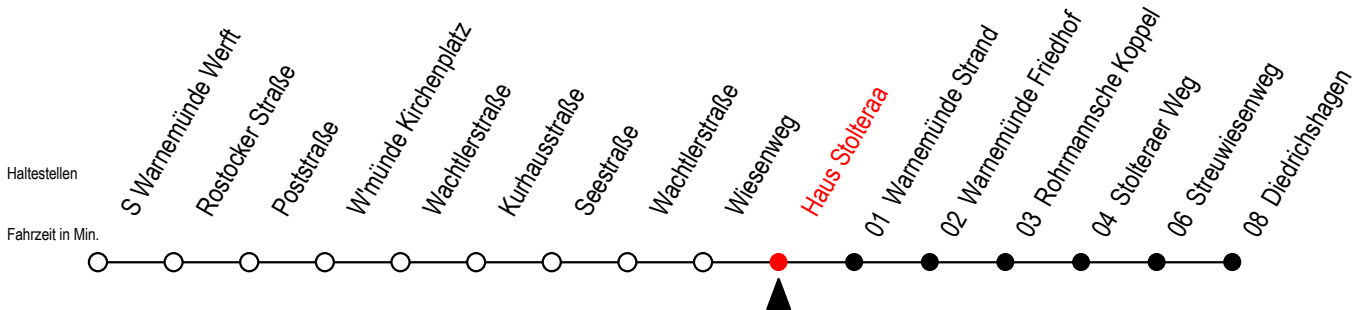 S Warnemünde Werft
Rostocker Straße
Poststraße
W'münde Kirchenplatz
Wachtlerstraße
Kurhausstraße
Seestraße
Wachtlerstraße
Wiesenweg
Haus Stolteraa
01 Warnemünde Strand
02 Warnemünde Friedhof
03 Rohrmannsche Koppel
04 Stolteraer Weg
06 Streuwiesenweg
08 Diedrichshagen
Haltestellen
Fahrzeit in Min.